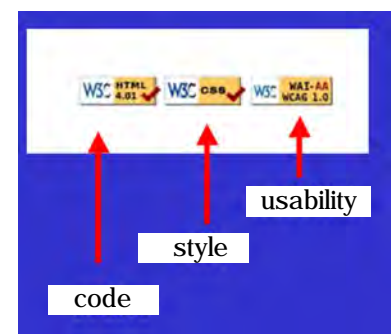 W3C HTML 4.01 W3C CSS W3C WAI-AA WCAG 1.0
usability
style
code